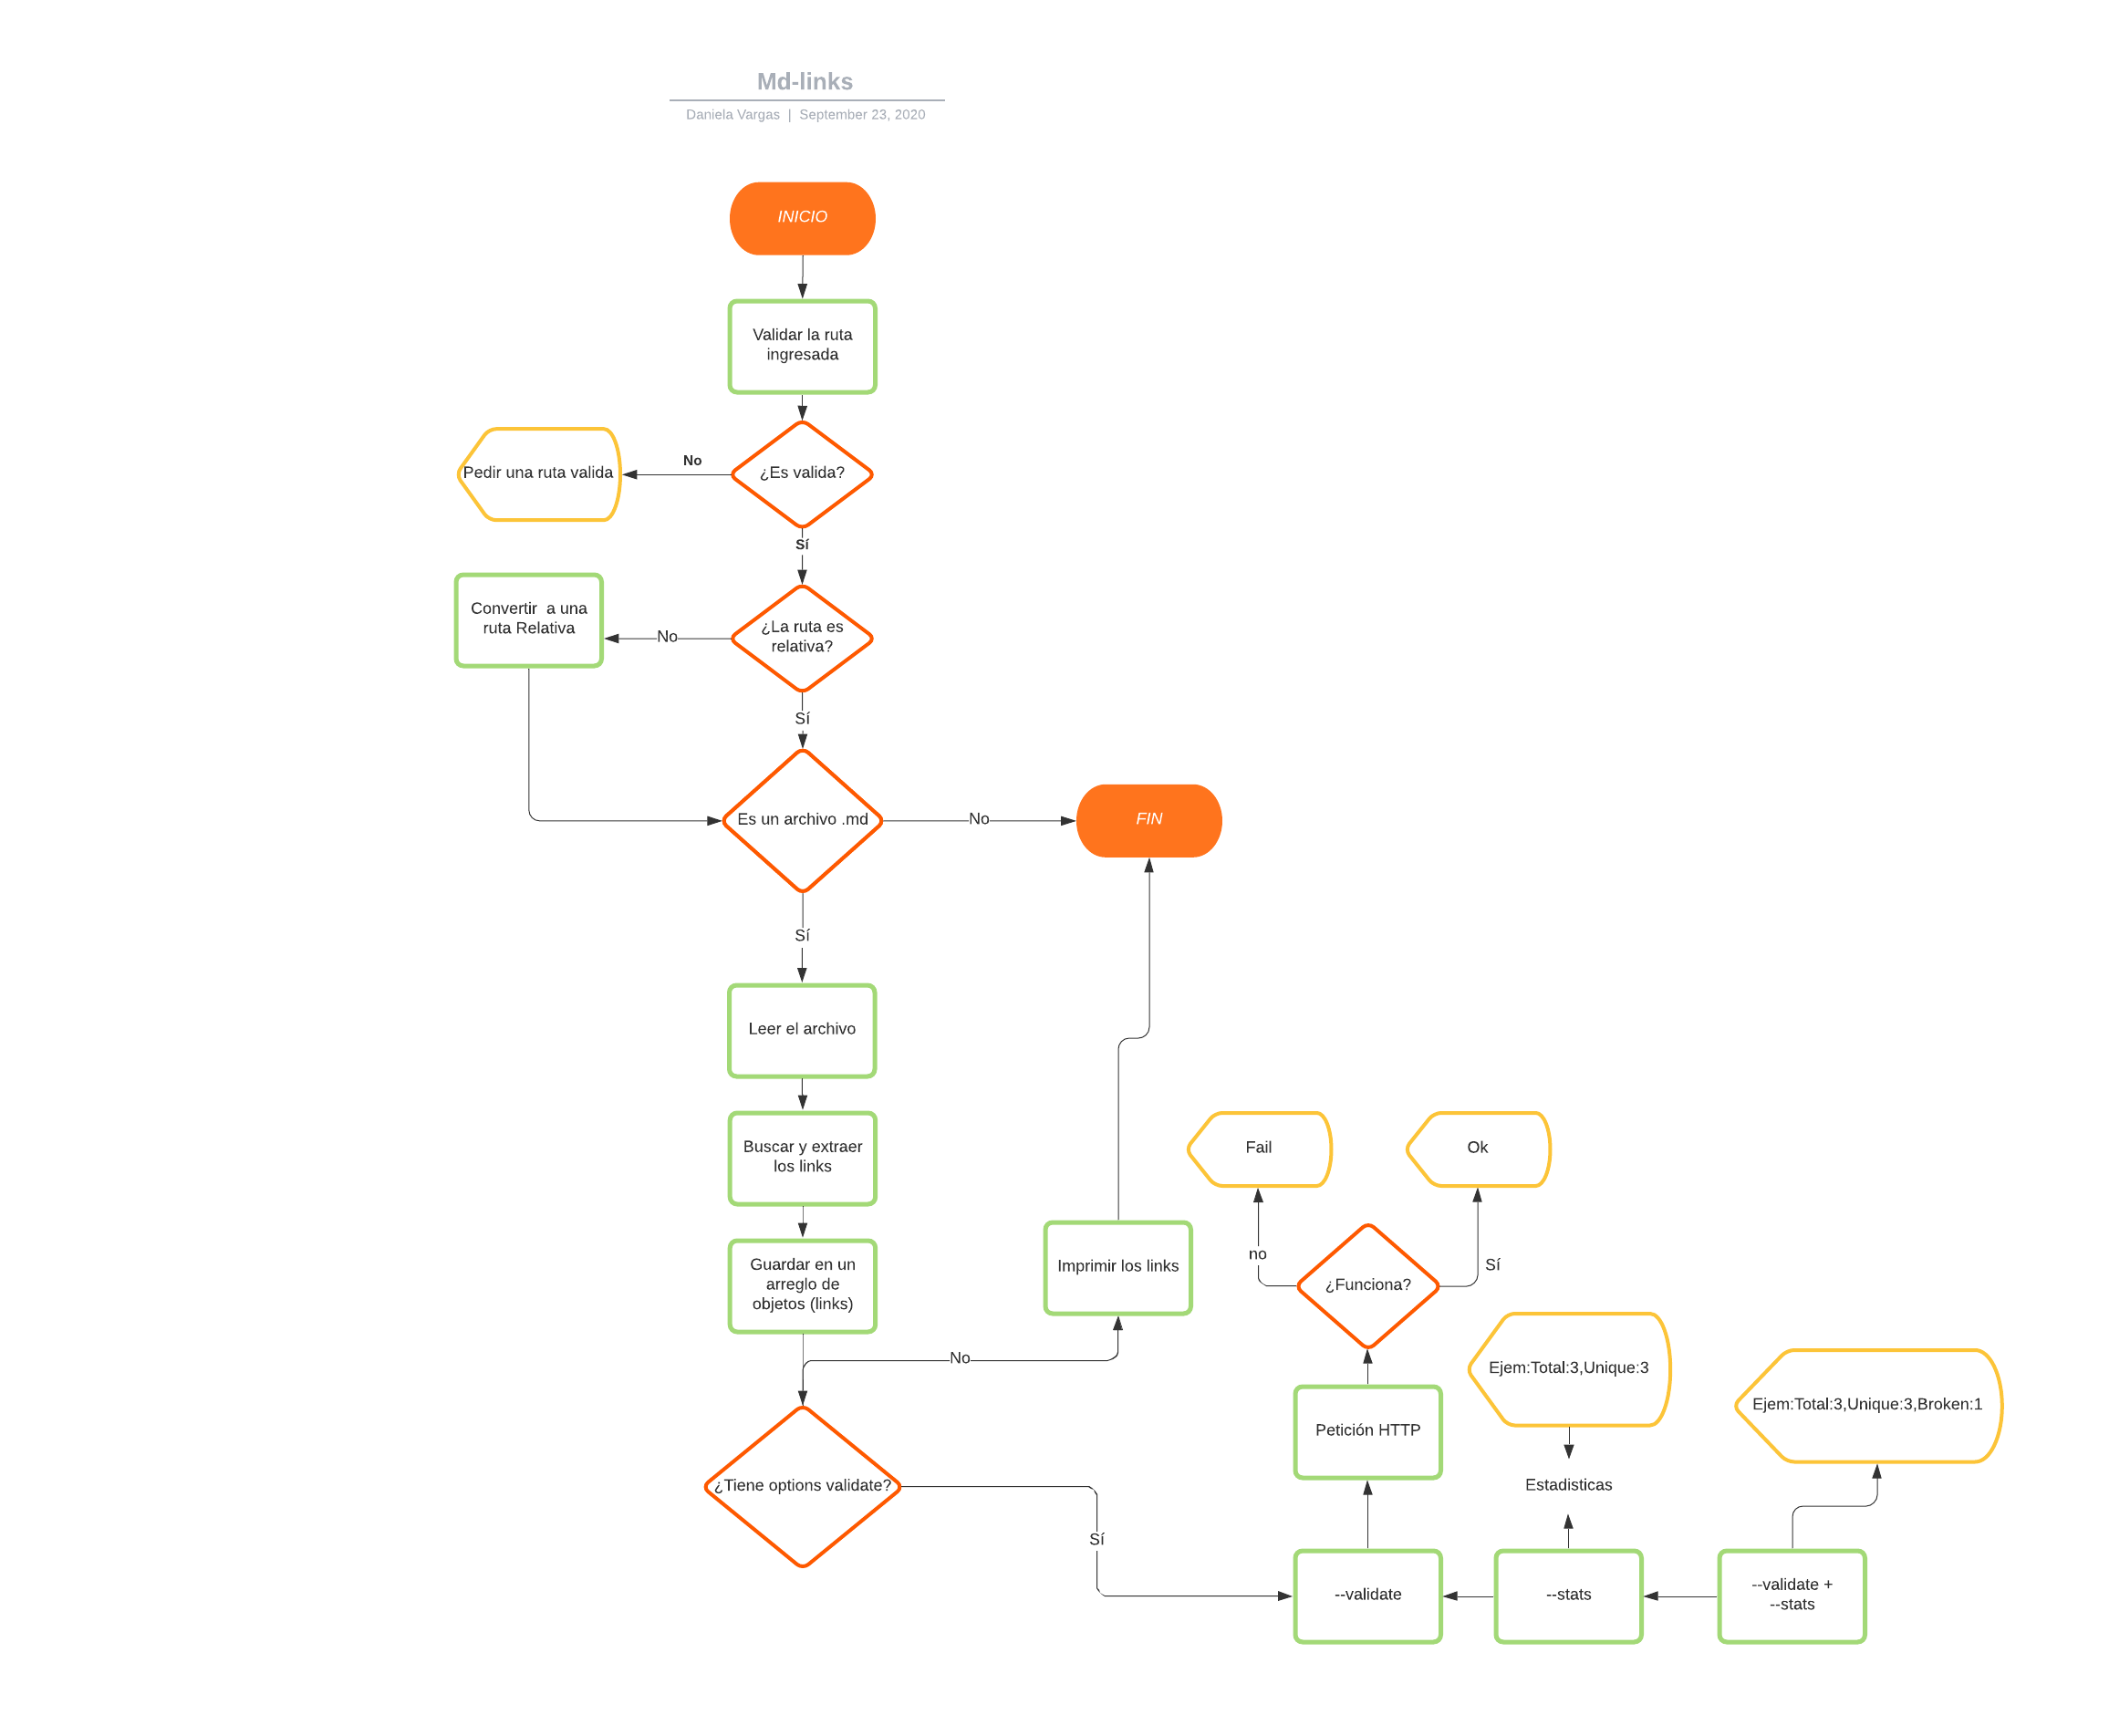 Md-links
Daniela Vargas | September 23, 2020
INICIO
Validar la ruta
ingresada
¿Es valida?
No
Pedir una ruta valida
Sí
¿La ruta es
relativa?
No
Convertir a una
ruta Relativa
Sí
Es un archivo .md
No
FIN
Sí
Leer el archivo
Buscar y extraer
los links
Guardar en un
arreglo de
objetos (links)
Imprimir los links
No
¿Tiene options validate?
Sí
Fail
Ok
no
Sí
¿Funciona?
Petición HTTP
Ejem:Total:3,Unique:3
Ejem:Total:3,Unique:3,Broken:1
Estadisticas
--validate
--stats
--validate +
--stats